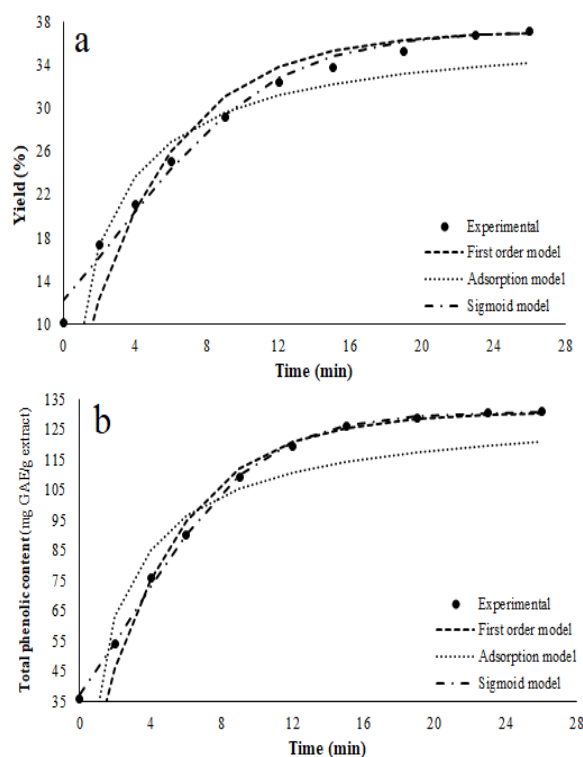 a
38
34
30
26
22
18
14
10
Yield (%)
Experimental
First order model
Adsorption model
Sigmoid model
0 4 8 12 16 20 24 28
Time (min)
b
135
125
115
105
95
85
75
65
55
45
35
Total phenolic content (mg GAE/g extract)
Experimental
First order model
Adsorption model
Sigmoid model
0 4 8 12 16 20 24 28
Time (min)